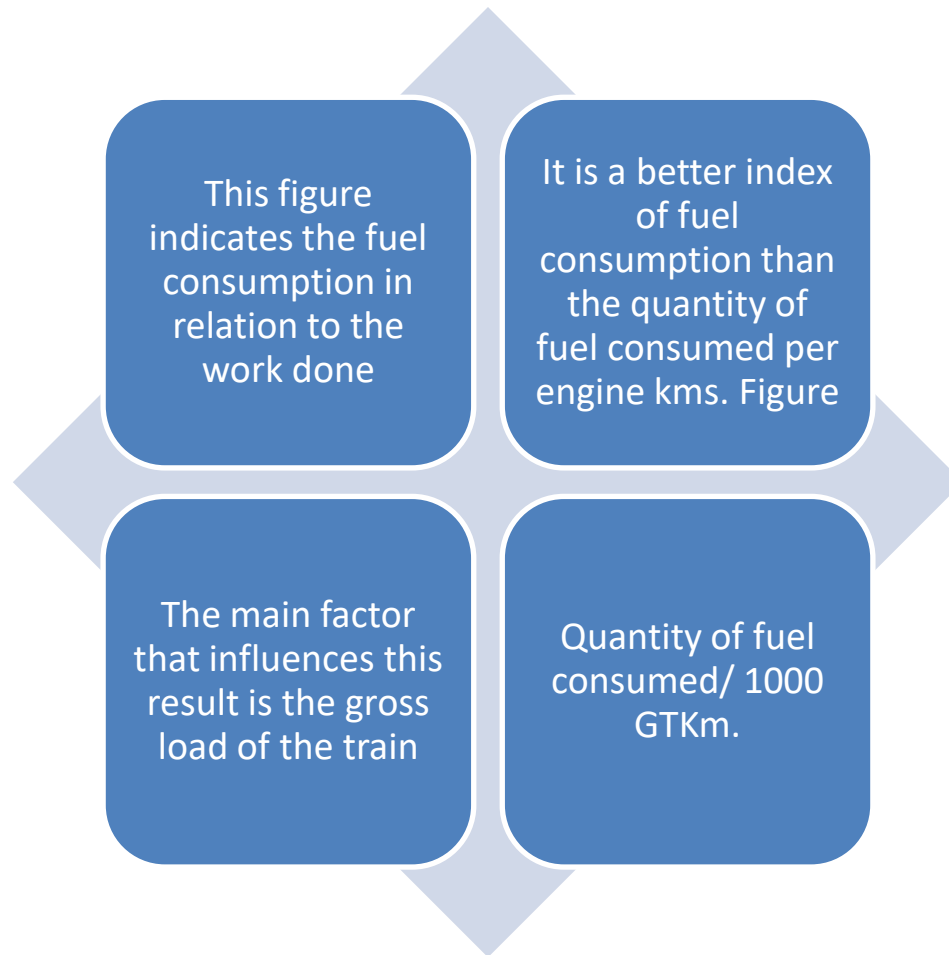 This figure
indicates the fuel
consumption in
relation to the
work done
It is a better index
of fuel
consumption than
the quantity of
fuel consumed per
engine kms. Figure
The main factor
that influences this
result is the gross
load of the train
Quantity of fuel
consumed/ 1000
GTKm.